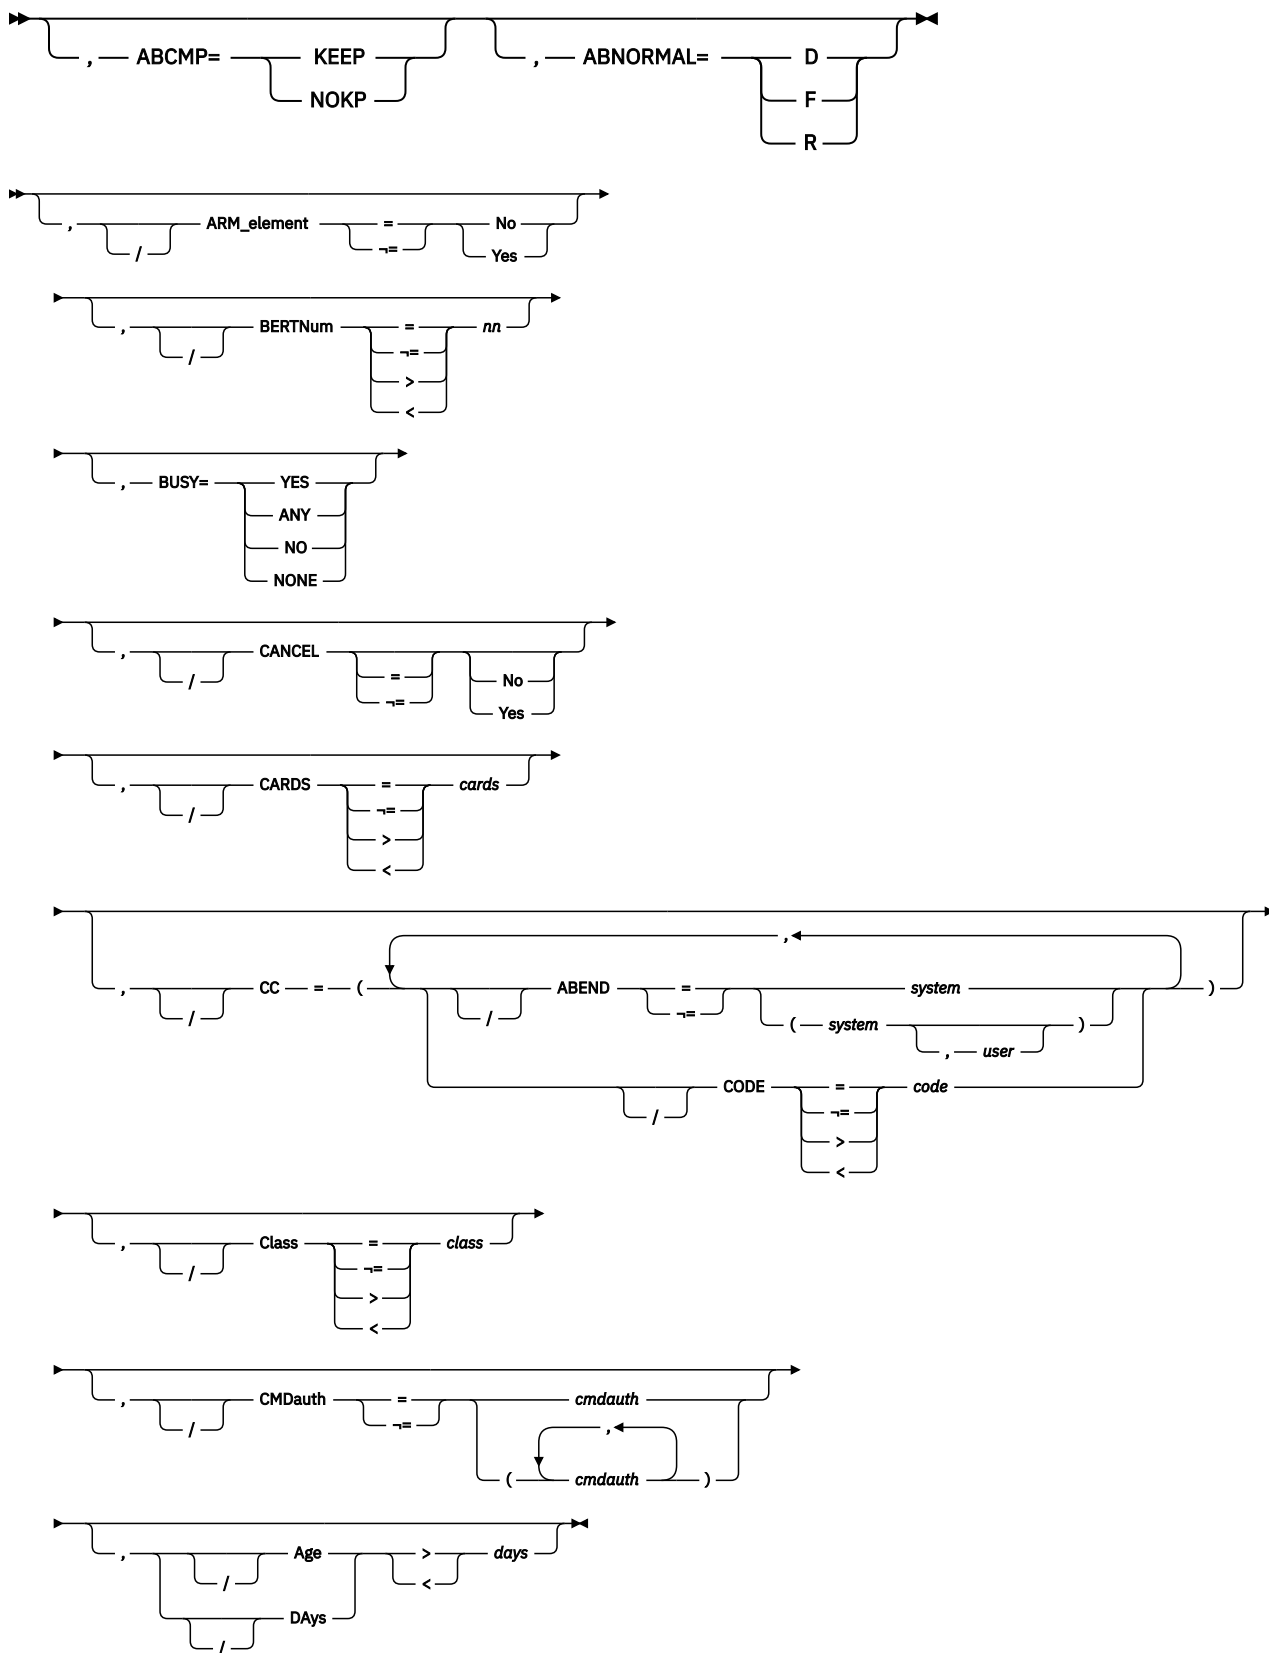 , ABCMP= KEEP , ABNORMAL= D
NOKP F
R
, ARM_element = No
/ ¬= Yes
, BERTNum = nn
/ ¬=
>
<
, BUSY= YES
ANY
NO
NONE
, CANCEL
/ = No
¬= Yes
, CARDS = cards
/ ¬=
>
<
,
, CC = ( ABEND = system )
/ / ¬= ( system )
, user
CODE = code
/ ¬=
>
<
, Class = class
/ ¬=
>
<
, CMDauth = cmdauth
/ ¬= ,
( cmdauth )
, Age > days
/ <
DAys
/